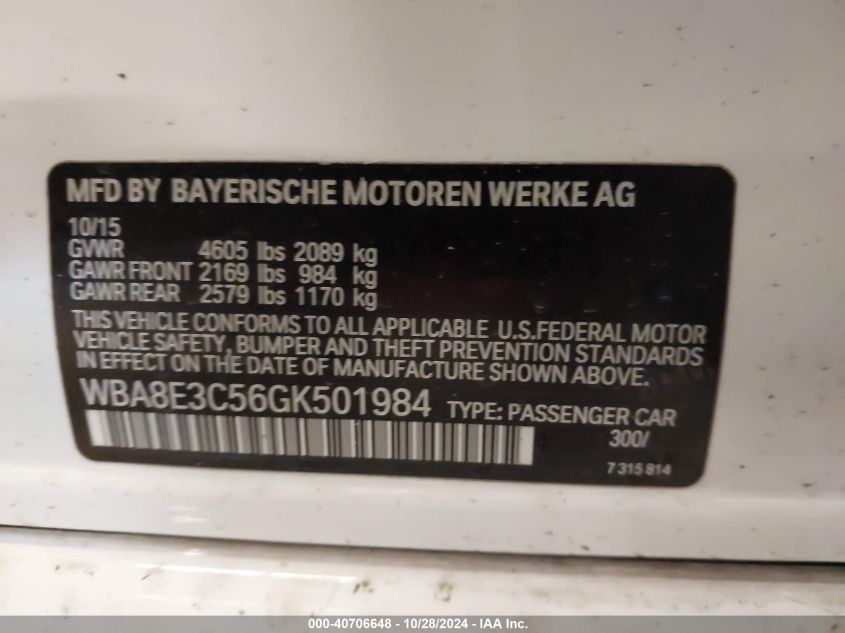 MFD BY BAYERISCHE MOTOREN WERKE AG
10/15
GVWR 4605 lbs 2089 kg
GAWR FRONT 2169 lbs 984 kg
GAWR REAR 2579 lbs 1170 kg
THIS VEHICLE CONFORMS TO ALL APPLICABLE U.S.FEDERAL MOTOR
VEHICLE SAFETY, BUMPER AND THEFT PREVENTION STANDARDS
IN EFFECT ON THE DATE OF MANUFACTURE SHOWN ABOVE.
WBA8E3C56GK501984 TYPE: PASSENGER CAR
300/
7 315 814
000-40706648 - 10/28/2024 - IAA Inc.